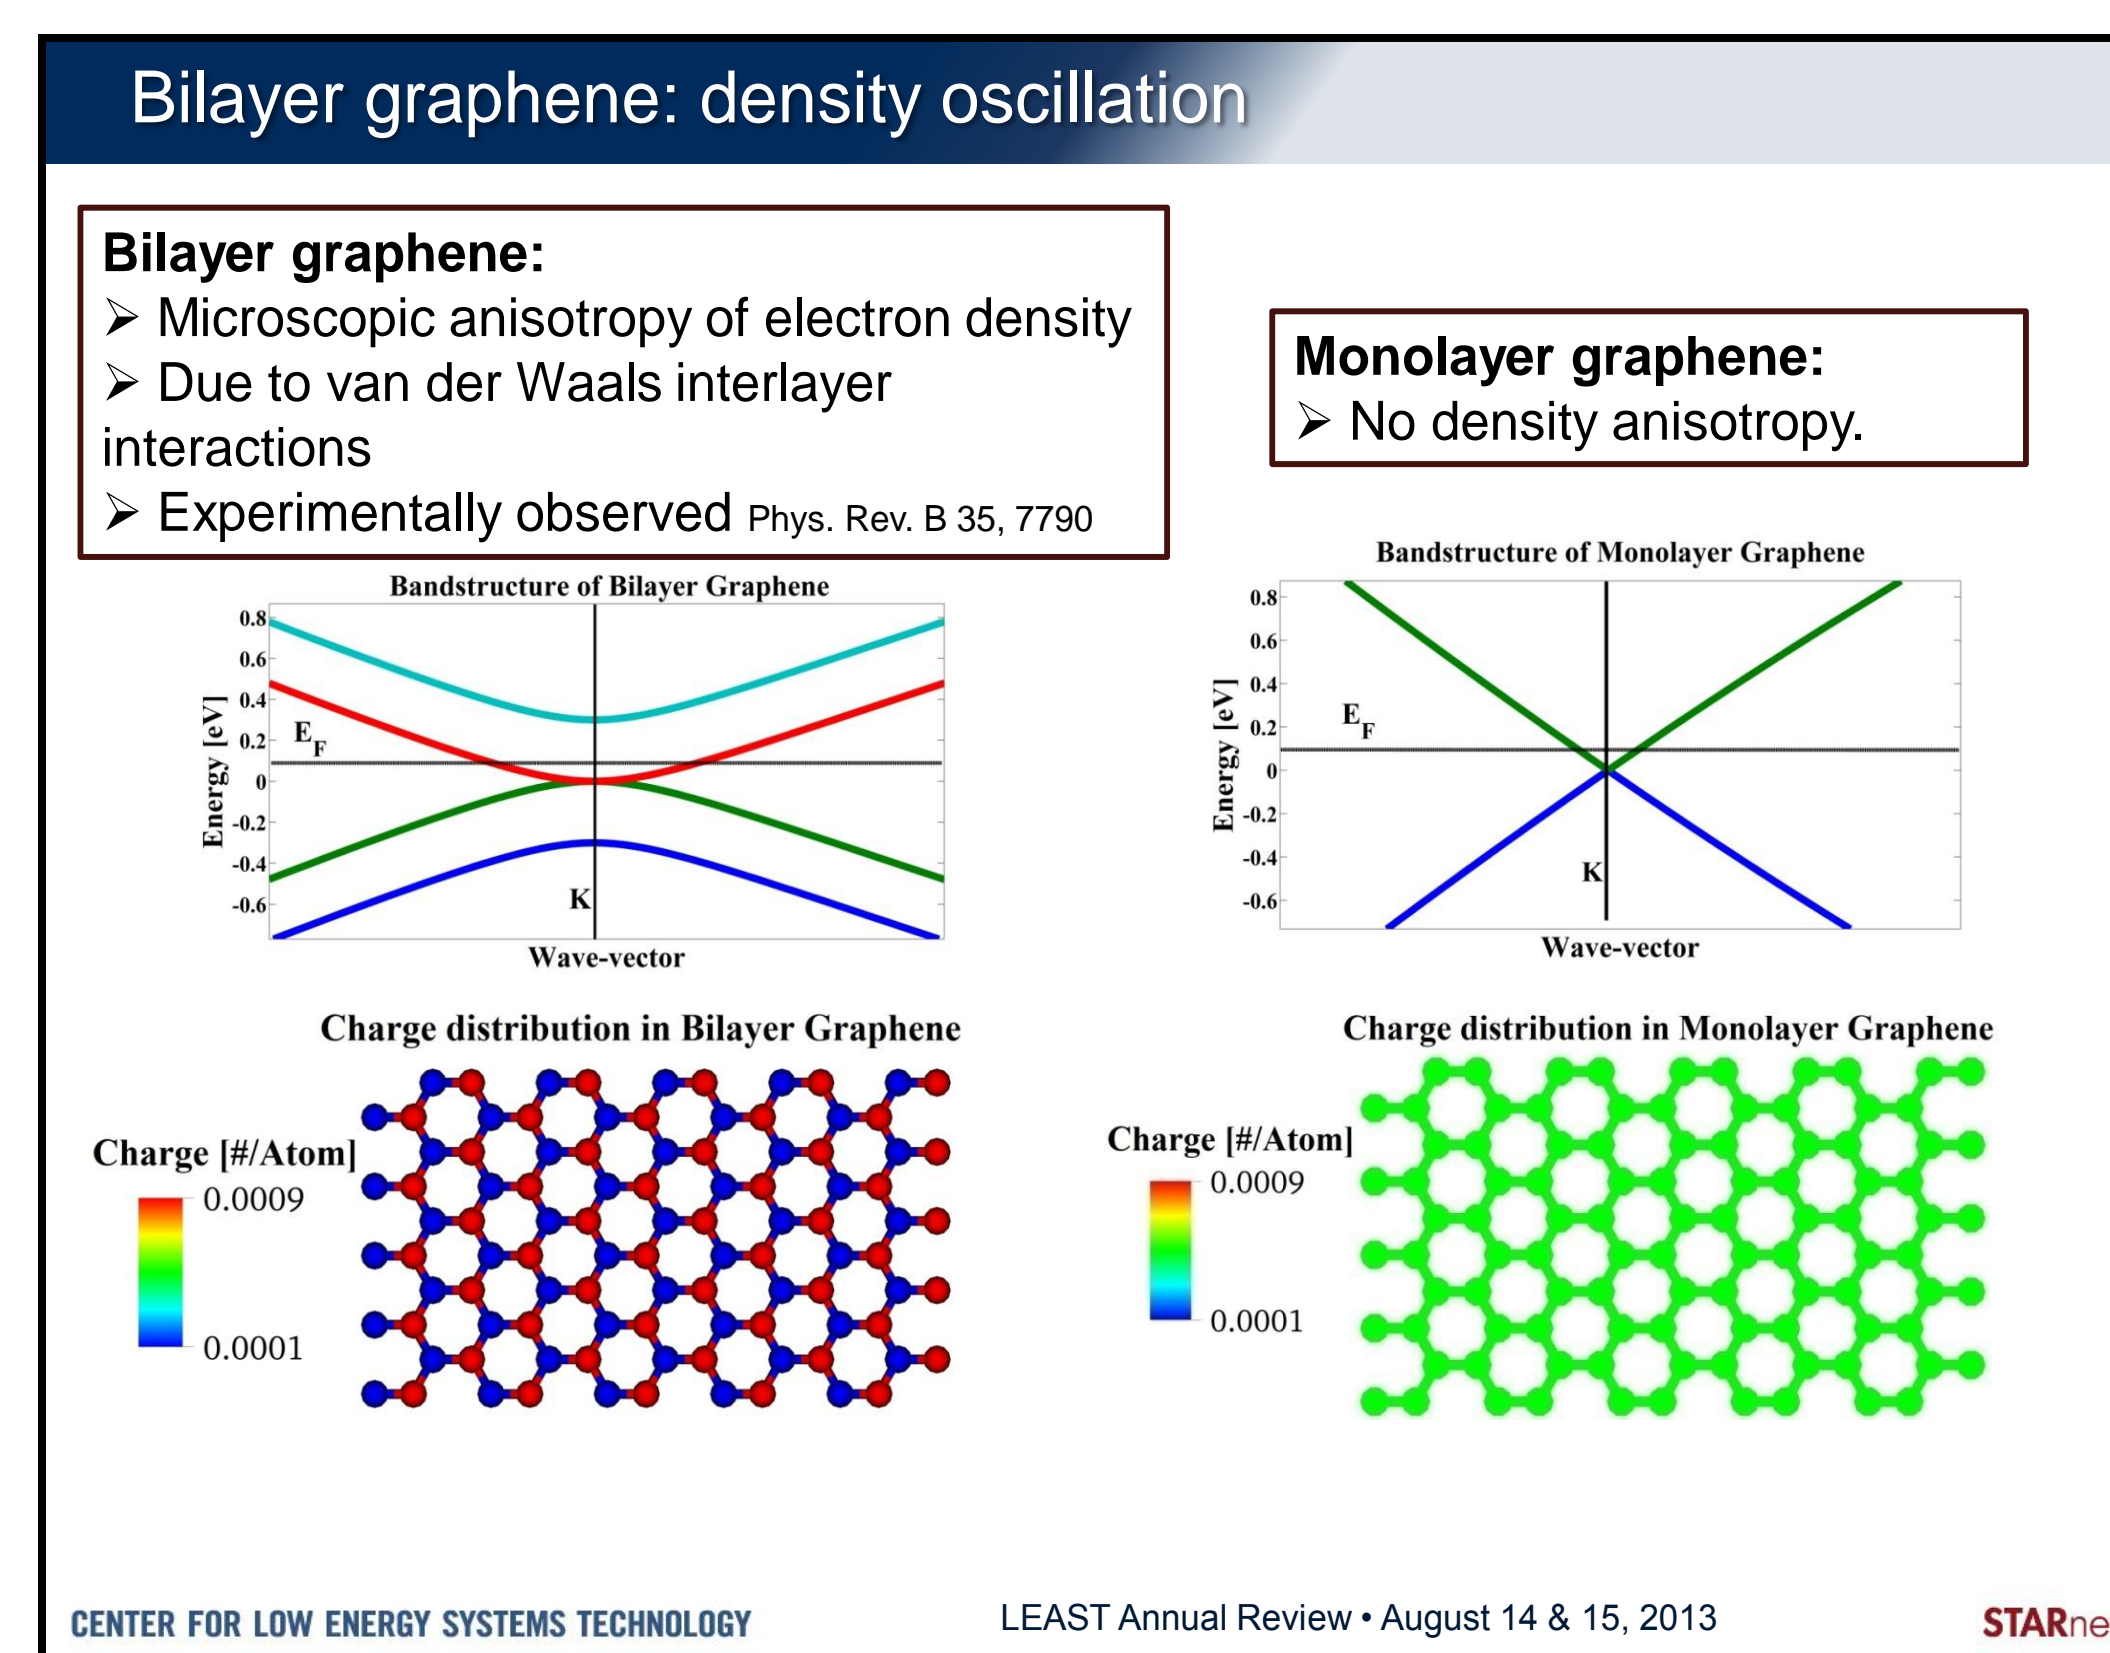 Bilayer graphene: density oscillation
Bilayer graphene:
➢ Microscopic anisotropy of electron density
➢ Due to van der Waals interlayer
interactions
➢ Experimentally observed Phys. Rev. B 35, 7790
Monolayer graphene:
➢ No density anisotropy.
Bandstructure of Bilayer Graphene
0.8
0.6
0.4
0.2
0
-0.2
-0.4
-0.6
Energy [eV]
E_F
K
Wave-vector
Bandstructure of Monolayer Graphene
0.8
0.6
0.4
0.2
0
-0.2
-0.4
-0.6
Energy [eV]
E_F
K
Wave-vector
Charge distribution in Bilayer Graphene
Charge [#/Atom]
0.0009
0.0001
Charge distribution in Monolayer Graphene
Charge [#/Atom]
0.0009
0.0001
CENTER FOR LOW ENERGY SYSTEMS TECHNOLOGY
LEAST Annual Review • August 14 & 15, 2013
STARne